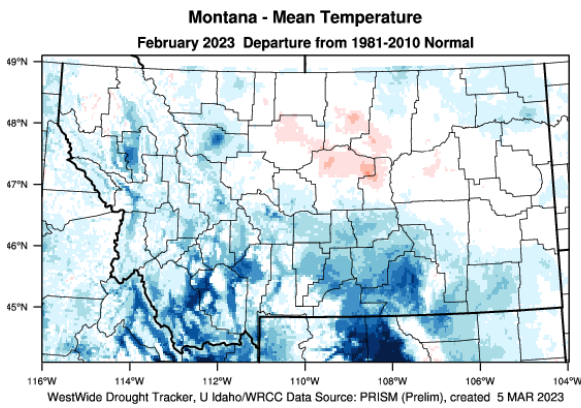 Montana - Mean Temperature
February 2023 Departure from 1981-2010 Normal
49°N
48°N
47°N
46°N
45°N
116°W 114°W 112°W 110°W 108°W 106°W 104°W
WestWide Drought Tracker, U Idaho/WRCC Data Source: PRISM (Prelim), created 5 MAR 2023